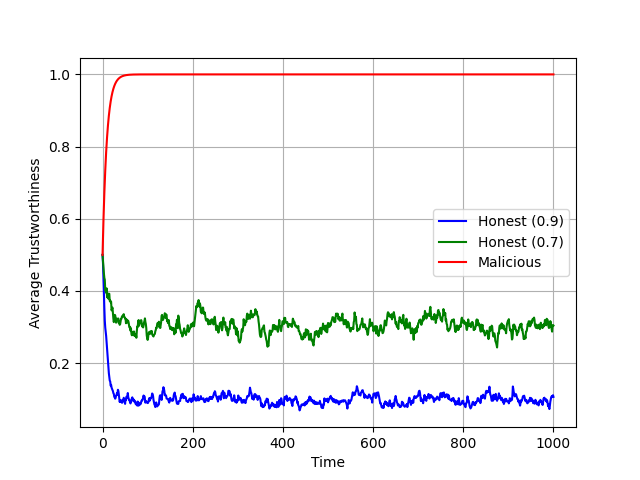 1.0
0.8
0.6
0.4
0.2
Average Trustworthiness
Honest (0.9)
Honest (0.7)
Malicious
0 200 400 600 800 1000
Time